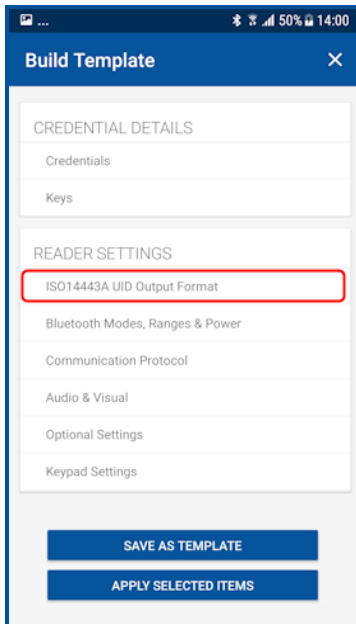 ... 50% 14:00
Build Template ×
CREDENTIAL DETAILS
Credentials
Keys
READER SETTINGS
ISO14443A UID Output Format
Bluetooth Modes, Ranges & Power
Communication Protocol
Audio & Visual
Optional Settings
Keypad Settings
SAVE AS TEMPLATE
APPLY SELECTED ITEMS